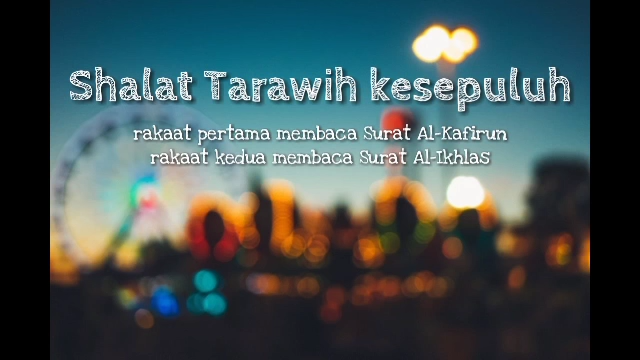 Shalat Tarawih kesepuluh
rakaat pertama membaca Surat Al-Kafirun
rakaat kedua membaca Surat Al-Ikhlas